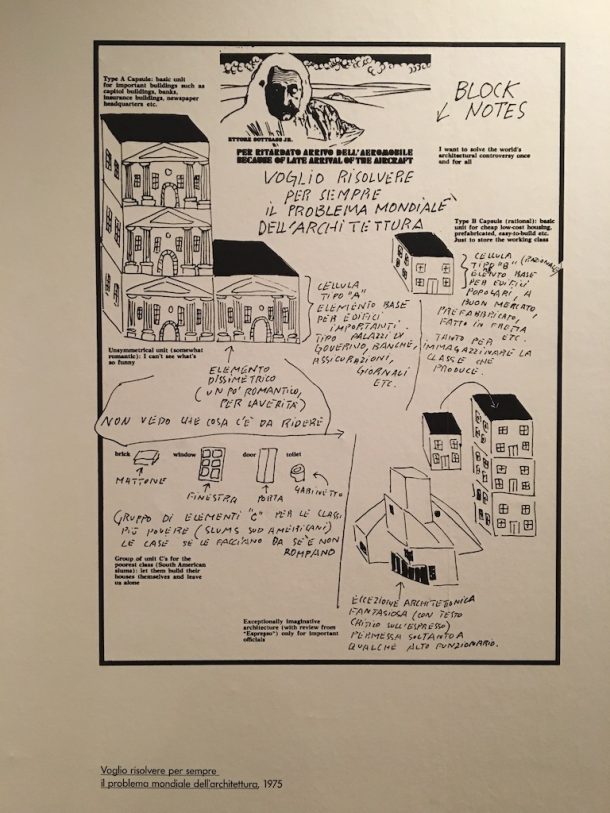 Type A Capsule: basic unit
for important buildings such as
capitol buildings, banks,
insurance buildings, newspaper
headquarters etc.
ETTORE SOTTSASS JR.
PER RITARDATO ARRIVO DELL'AEROMOBILE
BECAUSE OF LATE ARRIVAL OF THE AIRCRAFT
BLOCK
NOTES
I want to solve the world's
architectural controversy once
and for all
VOGLIO RISOLVERE
PER SEMPRE
IL PROBLEMA MONDIALE
DELL'ARCHITETTURA
Type B Capsule (rational): basic
unit for cheap low-cost housing,
prefabricated, easy-to-build etc.
Just to store the working class
CELLULA
TIPO "A"
ELEMENTO BASE
PER EDIFICI
IMPORTANTI.
TIPO PALAZZI DI
GOVERNO, BANCHE,
ASSICURAZIONI,
GIORNALI
ETC.
CELLULA
TIPO "B" (RAZIONALE)
BASE
PER EDIFICI
POPOLARI, A
BUON MERCATO,
PREFABBRICATO,
FATTO IN FRETTA
ETC.
TANTO PER
IMMAGAZZINARE LA
CLASSE CHE
PRODUCE.
Unsymmetrical unit (somewhat
romantic): I can't see what's
so funny
ELEMENTO
DISSIMETRICO
(UN PO' ROMANTICO,
PER LA VERITÀ)
NON VEDO CHE COSA C'È DA RIDERE
brick window door toilet
MATTONE
FINESTRA
PORTA
GABINETTO
GRUPPO DI ELEMENTI "C" PER LE CLASSI
PIÙ POVERE (SLUMS SUD AMERICANI)
LE CASE SE LE FACCIANO DA SE' E NON
ROMPANO
Group of unit C's for the
poorest class (South American
slums): let them build their
houses themselves and leave
us alone
Exceptionally imaginative
architecture (with review from
"Espresso") only for important
officials
ECCEZIONE ARCHITETTONICA
FANTASIOSA (CON TESTO
CRITICO SULL'ESPRESSO)
PERMESSA SOLTANTO A
QUALCHE ALTO FUNZIONARIO.
Voglio risolvere per sempre
il problema mondiale dell'architettura, 1975